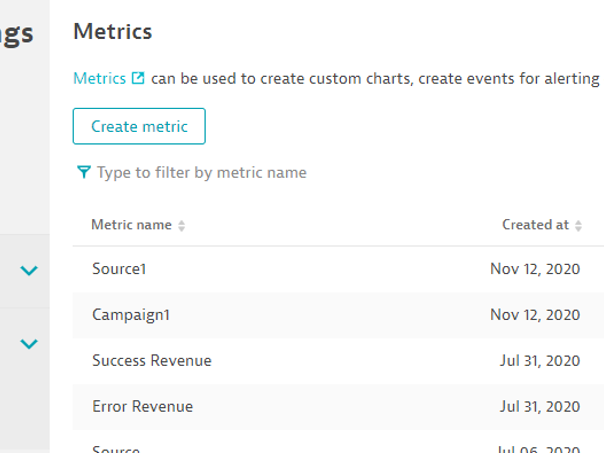 ngs
Metrics
Metrics can be used to create custom charts, create events for alerting
Create metric
Type to filter by metric name
Metric name Created at
Source1 Nov 12, 2020
Campaign1 Nov 12, 2020
Success Revenue Jul 31, 2020
Error Revenue Jul 31, 2020
Source Jul 06, 2020